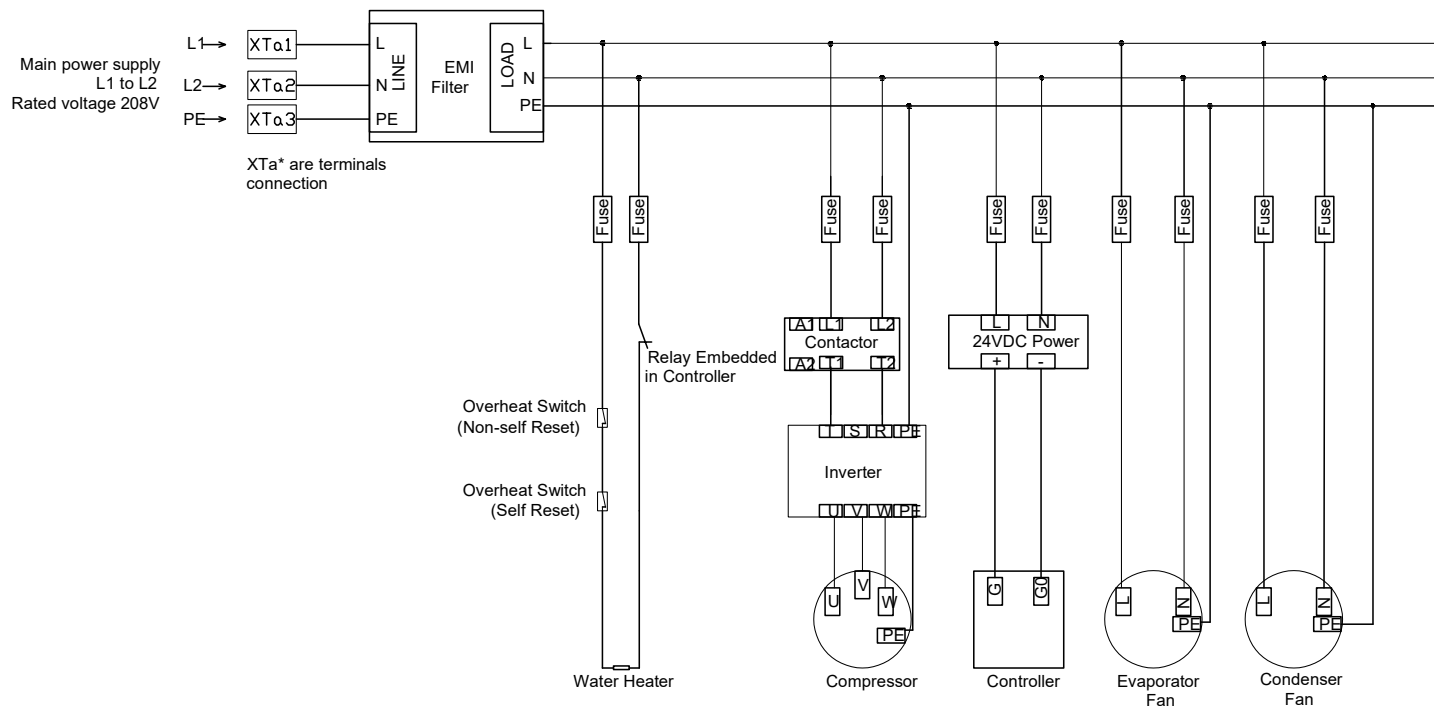 Main power supply
L1 to L2
Rated voltage 208V
L1
L2
PE
XTa1
XTa2
XTa3
XTa* are terminals
connection
L
N
PE
LINE
EMI
Filter
LOAD
L
N
PE
Fuse
Fuse
Fuse
Fuse
Fuse
Fuse
Fuse
Fuse
Fuse
Fuse
A1
L1
L2
Contactor
A2
T1
T2
L
N
24VDC Power
+
-
Relay Embedded
in Controller
Overheat Switch
(Non-self Reset)
Overheat Switch
(Self Reset)
T
S
R
PE
Inverter
U
V
W
PE
U
V
W
PE
G
G0
L
N
PE
L
N
PE
Water Heater
Compressor
Controller
Evaporator
Fan
Condenser
Fan